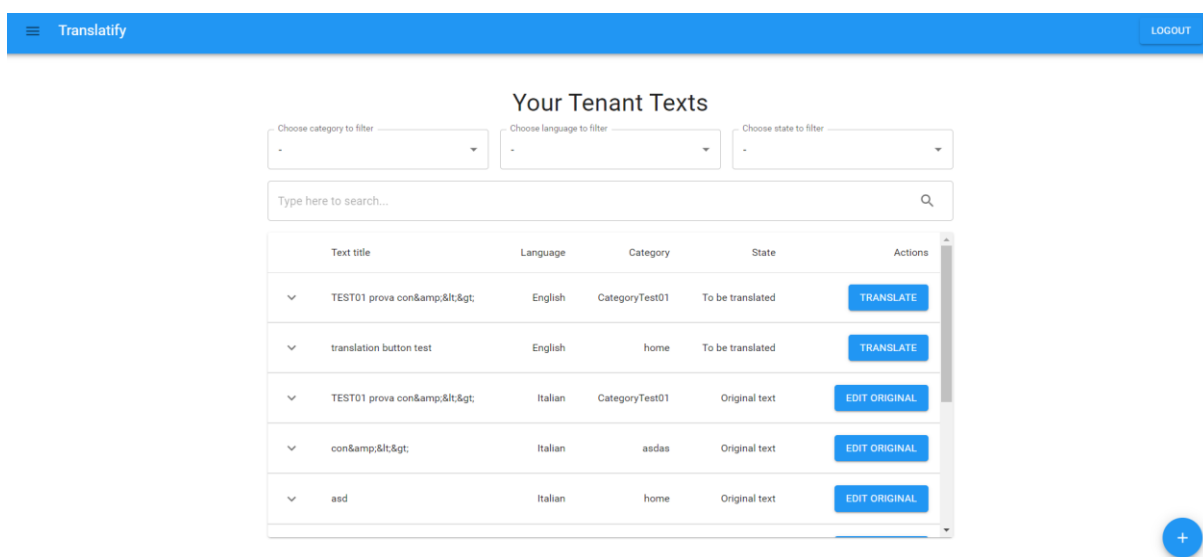 Translatify LOGOUT
Your Tenant Texts
Choose category to filter Choose language to filter Choose state to filter
- - -
Type here to search...
Text title Language Category State Actions
TEST01 prova con&amp;&lt;&gt; English CategoryTest01 To be translated TRANSLATE
translation button test English home To be translated TRANSLATE
TEST01 prova con&amp;&lt;&gt; Italian CategoryTest01 Original text EDIT ORIGINAL
con&amp;&lt;&gt; Italian asdas Original text EDIT ORIGINAL
asd Italian home Original text EDIT ORIGINAL
+